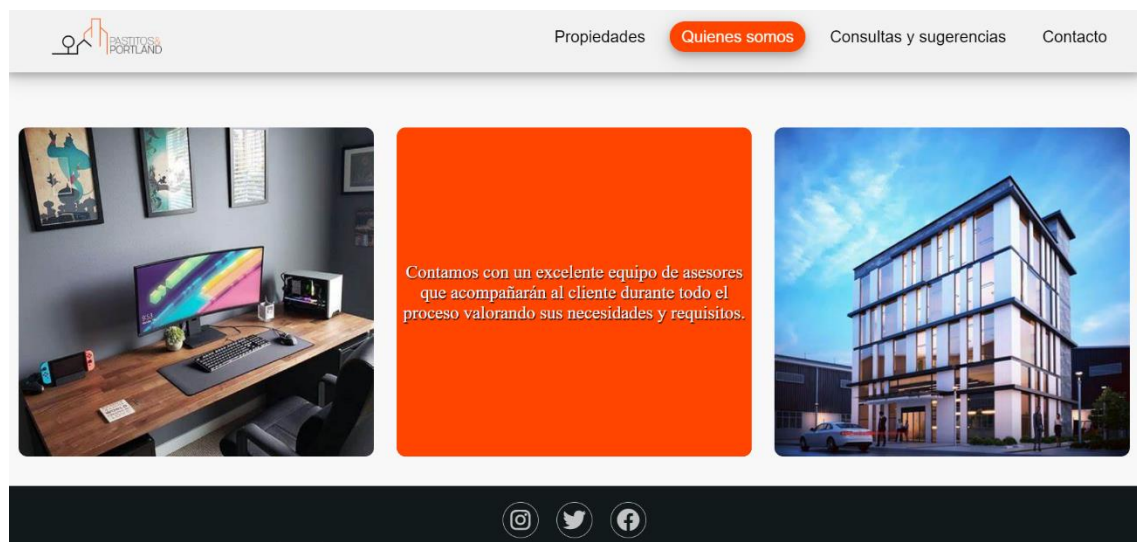 PASTITOS&
PORTLAND
Propiedades
Quienes somos
Consultas y sugerencias
Contacto
Contamos con un excelente equipo de asesores
que acompañarán al cliente durante todo el
proceso valorando sus necesidades y requisitos.